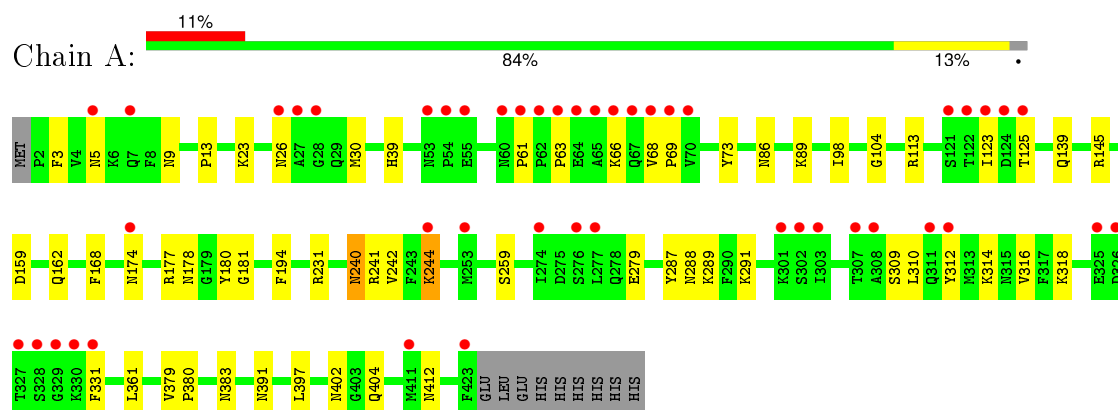 11%
Chain A:
84% 13%
MET P2 F3 V4 N5 K6 Q7 F8 N9 P13 K23 N26 A27 G28 Q29 M30 H39 N53 P54 E55 N60 P61 P62 P63 E64 A65 K66 Q67 V68 P69 V70 Y73 N86 K89 I98 G104 R113 S121 T122 I123 D124 T125 Q139 R145
D159 Q162 F168 N174 R177 N178 G179 Y180 G181 F194 R231 N240 R241 V242 F243 K244 M253 S259 I274 D275 S276 L277 Q278 E279 Y287 N288 K289 F290 K291 K301 S302 I303 T307 A308 S309 L310 Q311 Y312 M313 K314 N315 V316 F317 K318 E325
T327 S328 G329 K330 F331 L361 V379 P380 N383 N391 L397 N402 G403 Q404 M411 N412 F423 GLU LEU GLU HIS HIS HIS HIS HIS HIS